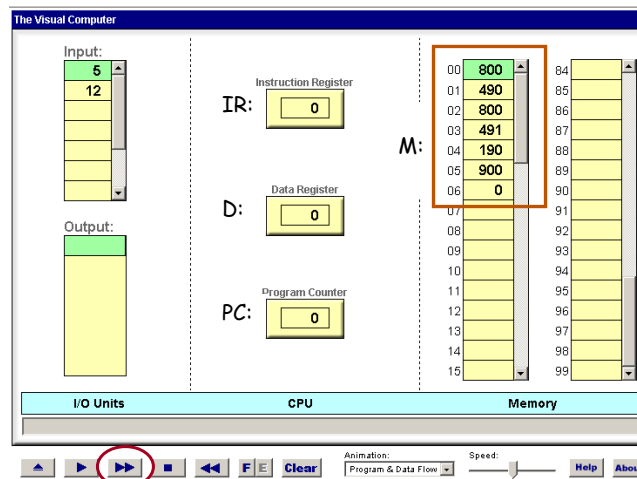 The Visual Computer
Input:
5
12
Output:
I/O Units
Instruction Register
IR: 0
Data Register
D: 0
Program Counter
PC: 0
CPU
M:
00 800 84
01 490 85
02 800 86
03 491 87
04 190 88
05 900 89
06 0 90
07 91
08 92
09 93
10 94
11 95
12 96
13 97
14 98
15 99
Memory
F E Clear
Animation:
Program & Data Flow
Speed:
Help Abou